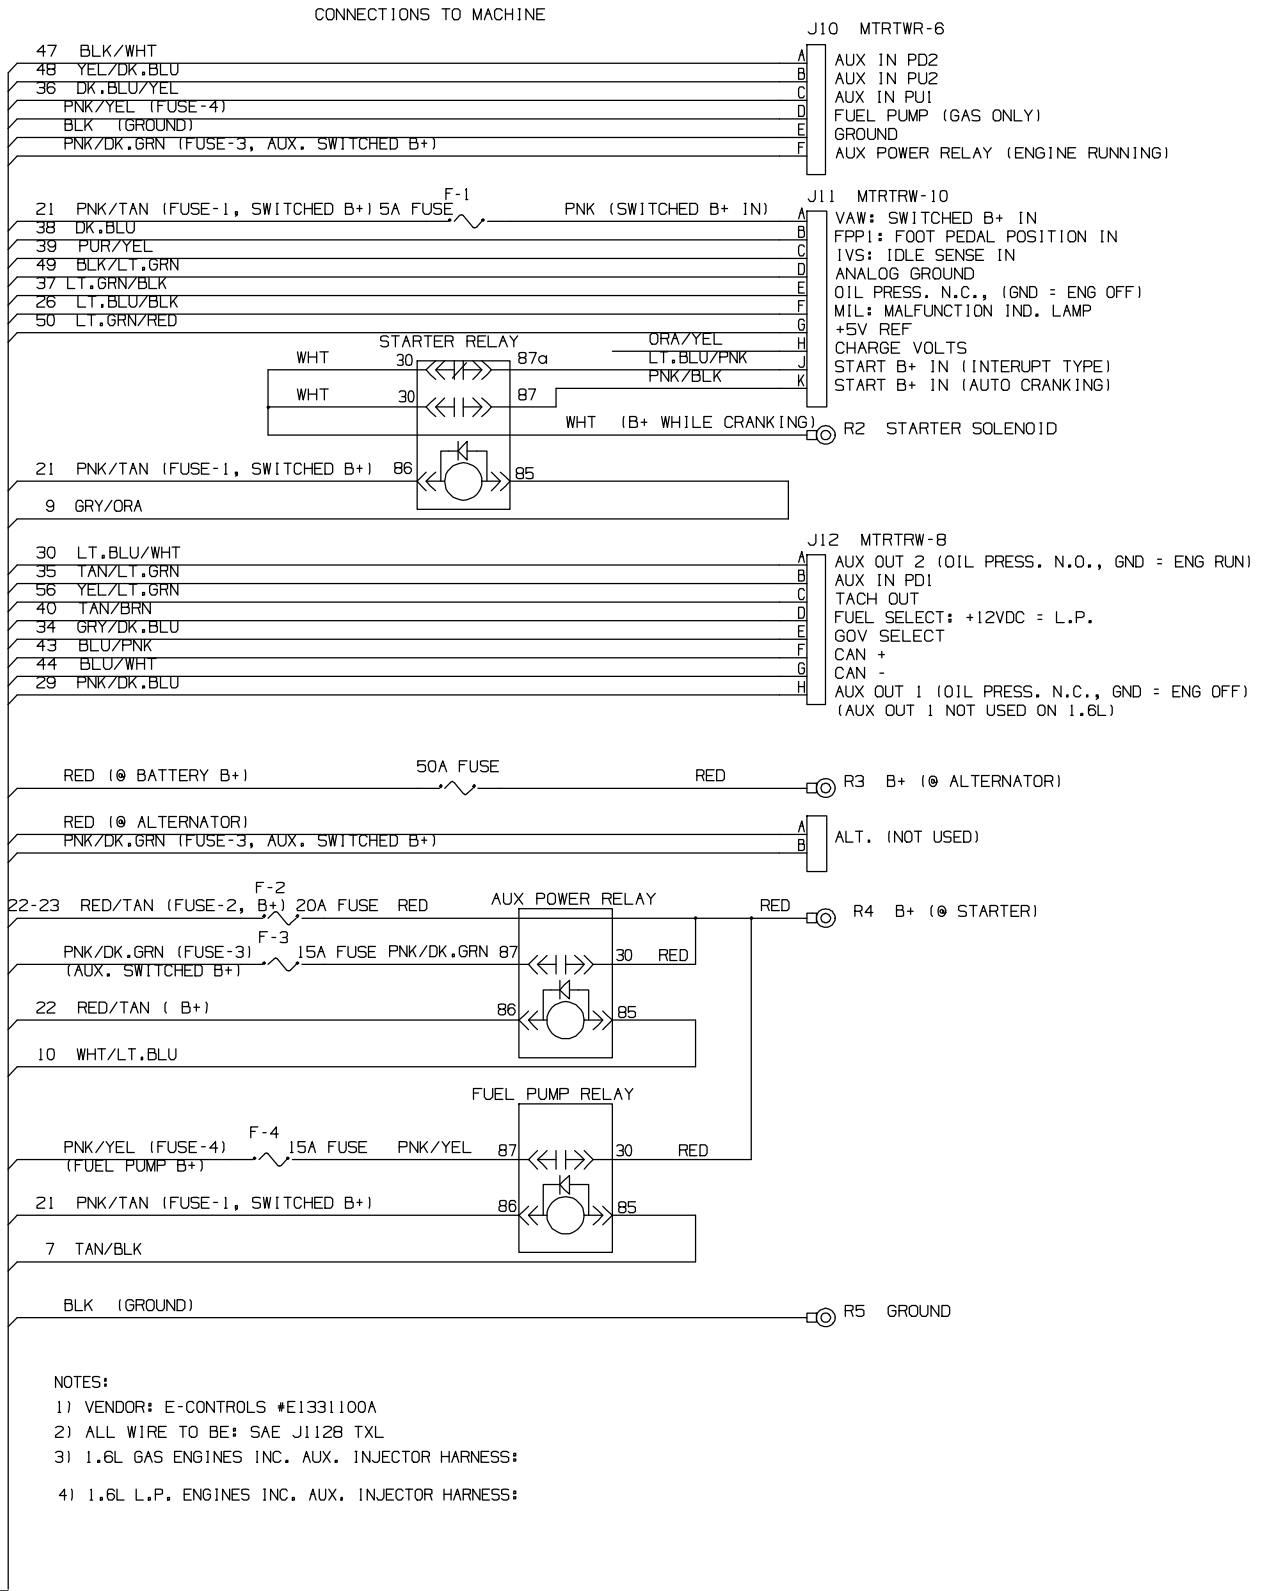 CONNECTIONS TO MACHINE
J10 MTRTWR-6
47 BLK/WHT
48 YEL/DK.BLU
36 DK.BLU/YEL
PNK/YEL (FUSE-4)
BLK (GROUND)
PNK/DK.GRN (FUSE-3, AUX. SWITCHED B+)
A AUX IN PD2
B AUX IN PU2
C AUX IN PU1
D FUEL PUMP (GAS ONLY)
E GROUND
F AUX POWER RELAY (ENGINE RUNNING)
J11 MTRTRW-10
F-1
21 PNK/TAN (FUSE-1, SWITCHED B+) 5A FUSE PNK (SWITCHED B+ IN)
38 DK.BLU
39 PUR/YEL
49 BLK/LT.GRN
37 LT.GRN/BLK
26 LT.BLU/BLK
50 LT.GRN/RED
A VAW: SWITCHED B+ IN
B FPP1: FOOT PEDAL POSITION IN
C IVS: IDLE SENSE IN
D ANALOG GROUND
E OIL PRESS. N.C., (GND = ENG OFF)
F MIL: MALFUNCTION IND. LAMP
G +5V REF
H CHARGE VOLTS
J START B+ IN (INTERUPT TYPE)
K START B+ IN (AUTO CRANKING)
STARTER RELAY
ORA/YEL
WHT 30 87a LT.BLU/PNK
PNK/BLK
WHT 30 87
WHT (B+ WHILE CRANKING) R2 STARTER SOLENOID
21 PNK/TAN (FUSE-1, SWITCHED B+) 86 85
9 GRY/ORA
J12 MTRTRW-8
30 LT.BLU/WHT
35 TAN/LT.GRN
56 YEL/LT.GRN
40 TAN/BRN
34 GRY/DK.BLU
43 BLU/PNK
44 BLU/WHT
29 PNK/DK.BLU
A AUX OUT 2 (OIL PRESS. N.O., GND = ENG RUN)
B AUX IN PD1
C TACH OUT
D FUEL SELECT: +12VDC = L.P.
E GOV SELECT
F CAN +
G CAN -
H AUX OUT 1 (OIL PRESS. N.C., GND = ENG OFF)
(AUX OUT 1 NOT USED ON 1.6L)
RED (@ BATTERY B+) 50A FUSE RED R3 B+ (@ ALTERNATOR)
RED (@ ALTERNATOR)
PNK/DK.GRN (FUSE-3, AUX. SWITCHED B+)
A
B
ALT. (NOT USED)
F-2 AUX POWER RELAY
22-23 RED/TAN (FUSE-2, B+) 20A FUSE RED RED R4 B+ (@ STARTER)
F-3
PNK/DK.GRN (FUSE-3) 15A FUSE PNK/DK.GRN 87 30 RED
(AUX. SWITCHED B+)
22 RED/TAN ( B+) 86 85
10 WHT/LT.BLU
FUEL PUMP RELAY
F-4
PNK/YEL (FUSE-4) 15A FUSE PNK/YEL 87 30 RED
(FUEL PUMP B+)
21 PNK/TAN (FUSE-1, SWITCHED B+) 86 85
7 TAN/BLK
BLK (GROUND) R5 GROUND
NOTES:
1) VENDOR: E-CONTROLS #E1331100A
2) ALL WIRE TO BE: SAE J1128 TXL
3) 1.6L GAS ENGINES INC. AUX. INJECTOR HARNESS:
4) 1.6L L.P. ENGINES INC. AUX. INJECTOR HARNESS: